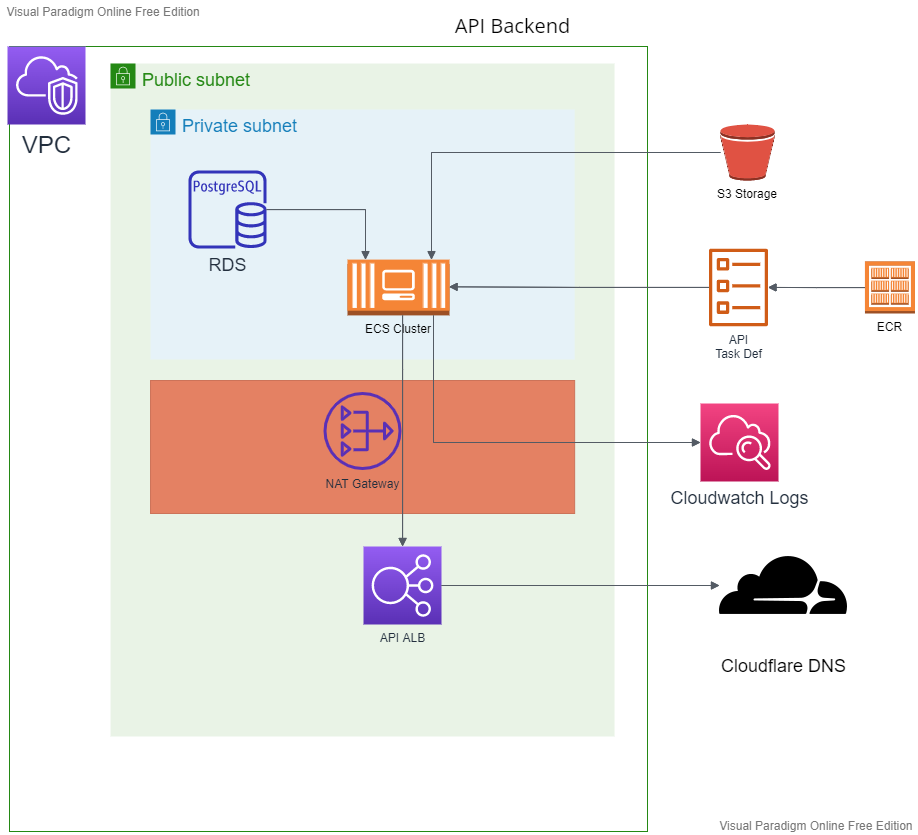 Visual Paradigm Online Free Edition
API Backend
VPC
Public subnet
Private subnet
PostgreSQL
RDS
S3 Storage
ECS Cluster
API
Task Def
ECR
NAT Gateway
Cloudwatch Logs
API ALB
Cloudflare DNS
Visual Paradigm Online Free Edition